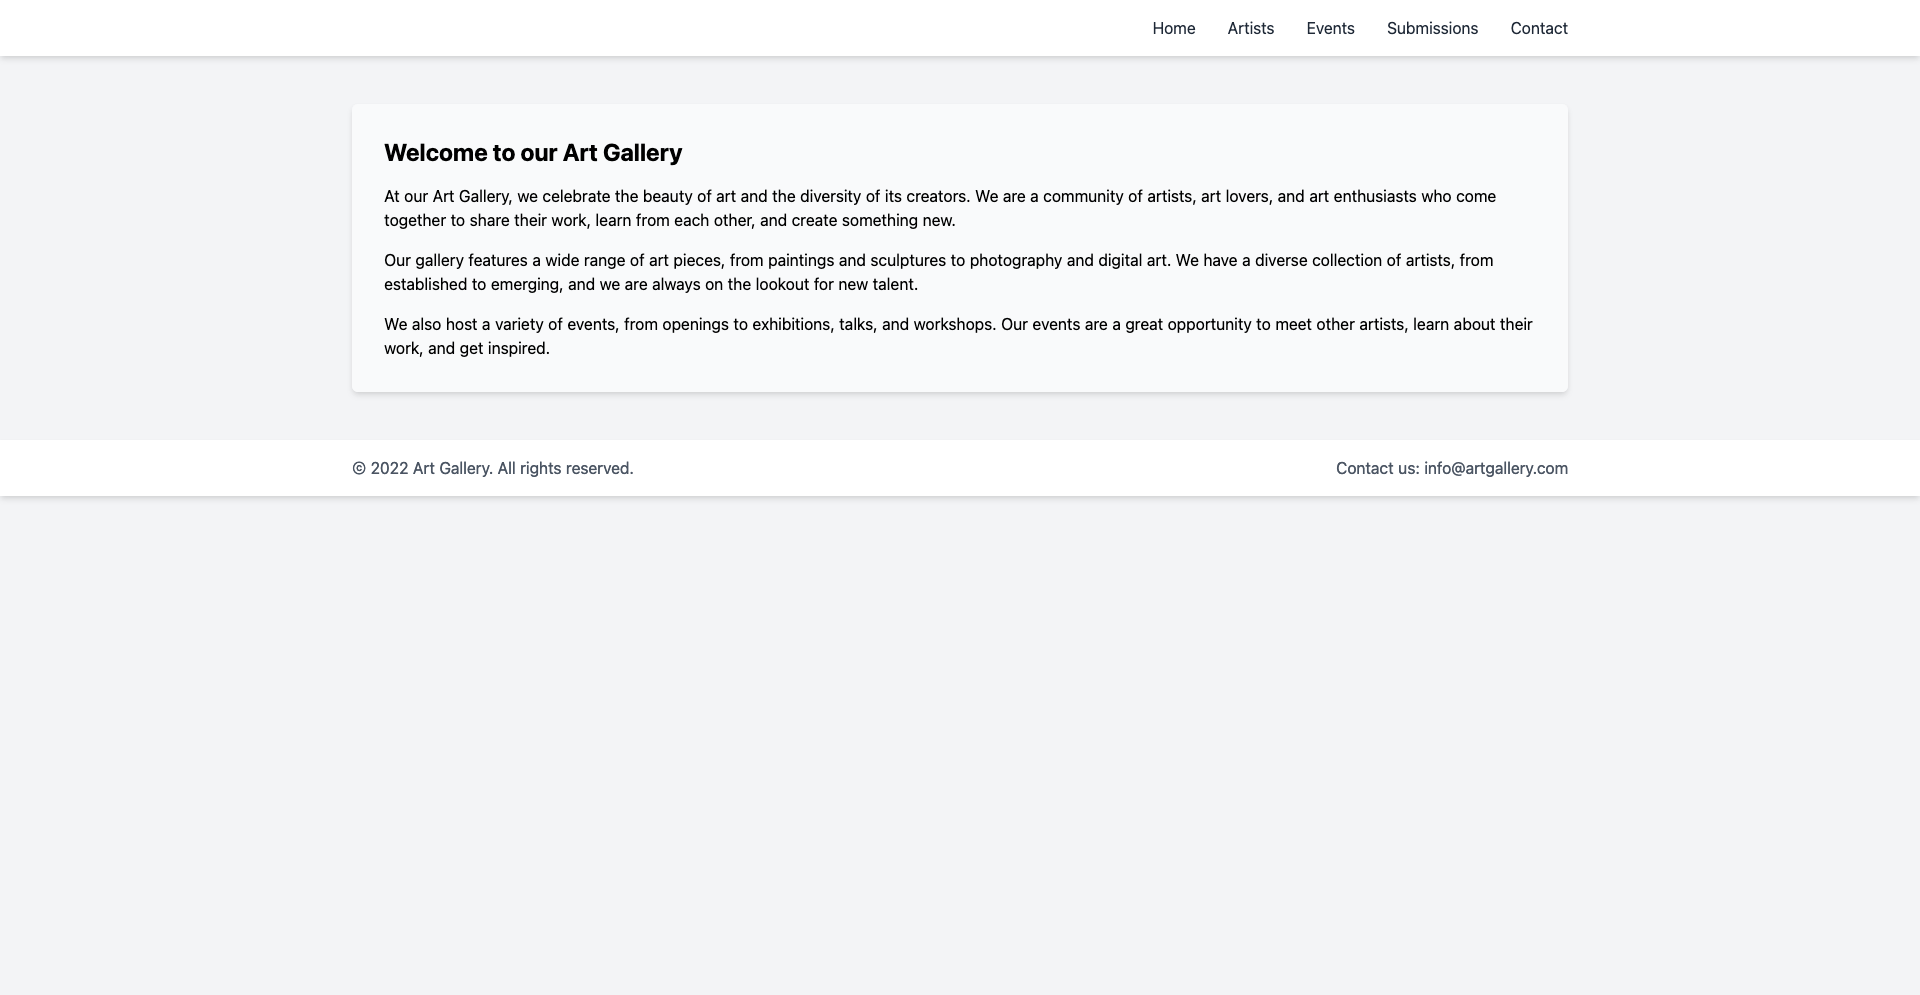 Home Artists Events Submissions Contact
Welcome to our Art Gallery
At our Art Gallery, we celebrate the beauty of art and the diversity of its creators. We are a community of artists, art lovers, and art enthusiasts who come
together to share their work, learn from each other, and create something new.
Our gallery features a wide range of art pieces, from paintings and sculptures to photography and digital art. We have a diverse collection of artists, from
established to emerging, and we are always on the lookout for new talent.
We also host a variety of events, from openings to exhibitions, talks, and workshops. Our events are a great opportunity to meet other artists, learn about their
work, and get inspired.
© 2022 Art Gallery. All rights reserved. Contact us: info@artgallery.com